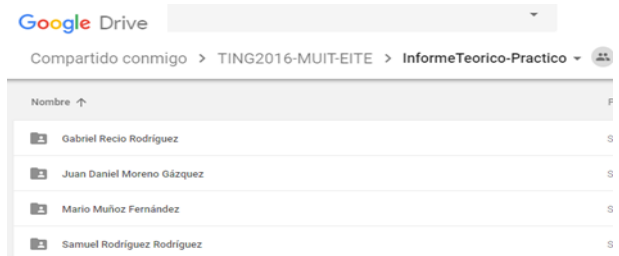 Google Drive
Compartido conmigo > TING2016-MUIT-EITE > InformeTeorico-Practico
Nombre ↑
Gabriel Recio Rodríguez
Juan Daniel Moreno Gázquez
Mario Muñoz Fernández
Samuel Rodríguez Rodríguez